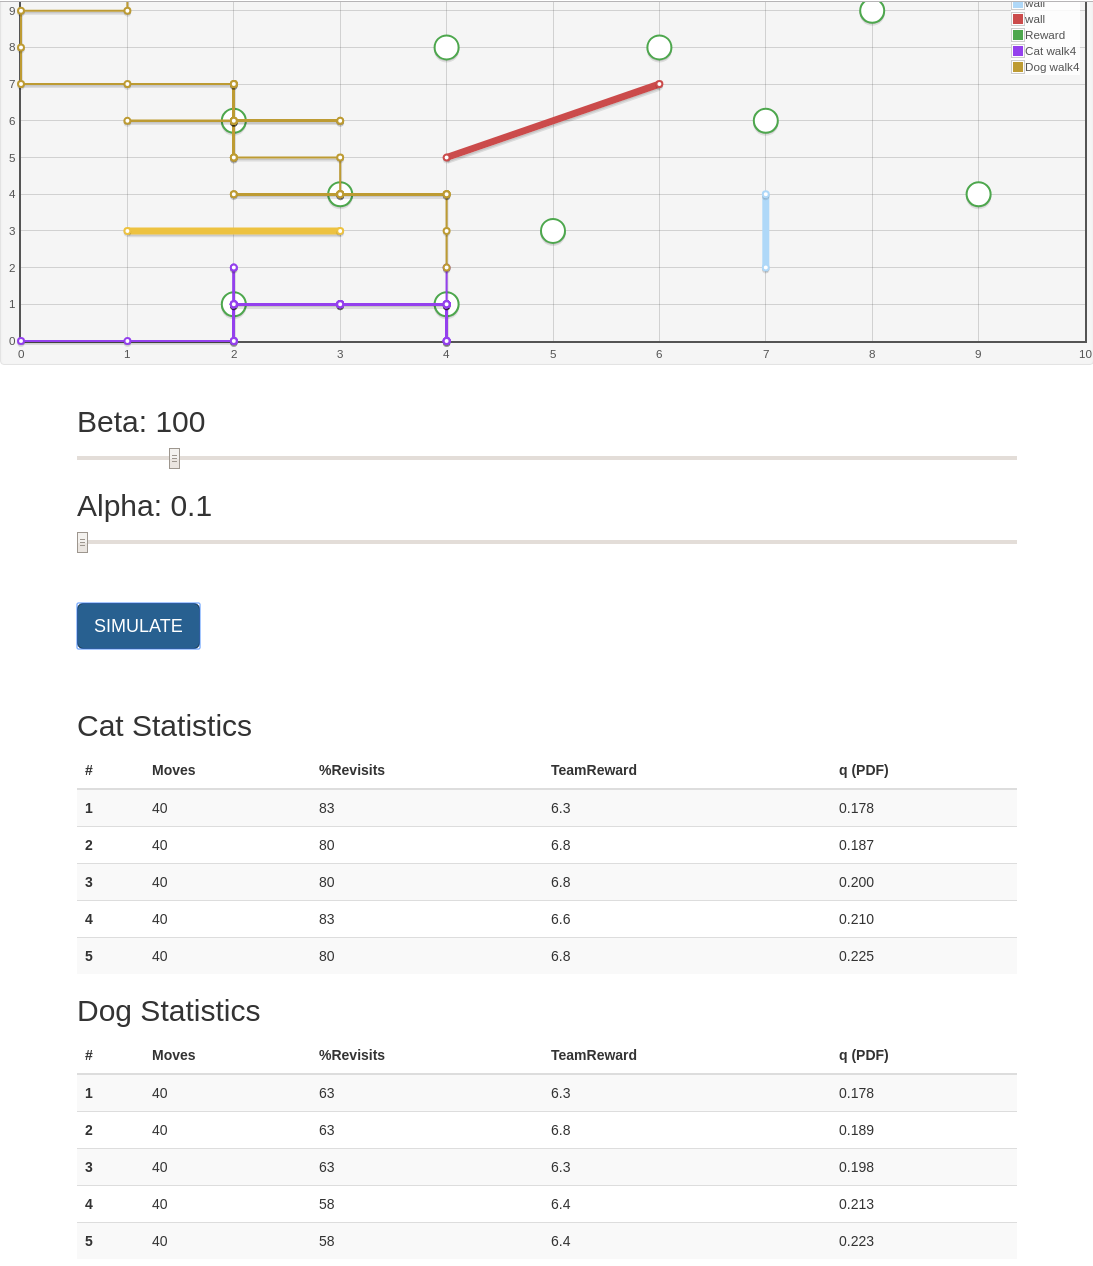 wall
wall
Reward
Cat walk4
Dog walk4
9
8
7
6
5
4
3
2
1
0
0 1 2 3 4 5 6 7 8 9 10
Beta: 100
Alpha: 0.1
SIMULATE
Cat Statistics
# Moves %Revisits TeamReward q (PDF)
1 40 83 6.3 0.178
2 40 80 6.8 0.187
3 40 80 6.8 0.200
4 40 83 6.6 0.210
5 40 80 6.8 0.225
Dog Statistics
# Moves %Revisits TeamReward q (PDF)
1 40 63 6.3 0.178
2 40 63 6.8 0.189
3 40 63 6.3 0.198
4 40 58 6.4 0.213
5 40 58 6.4 0.223